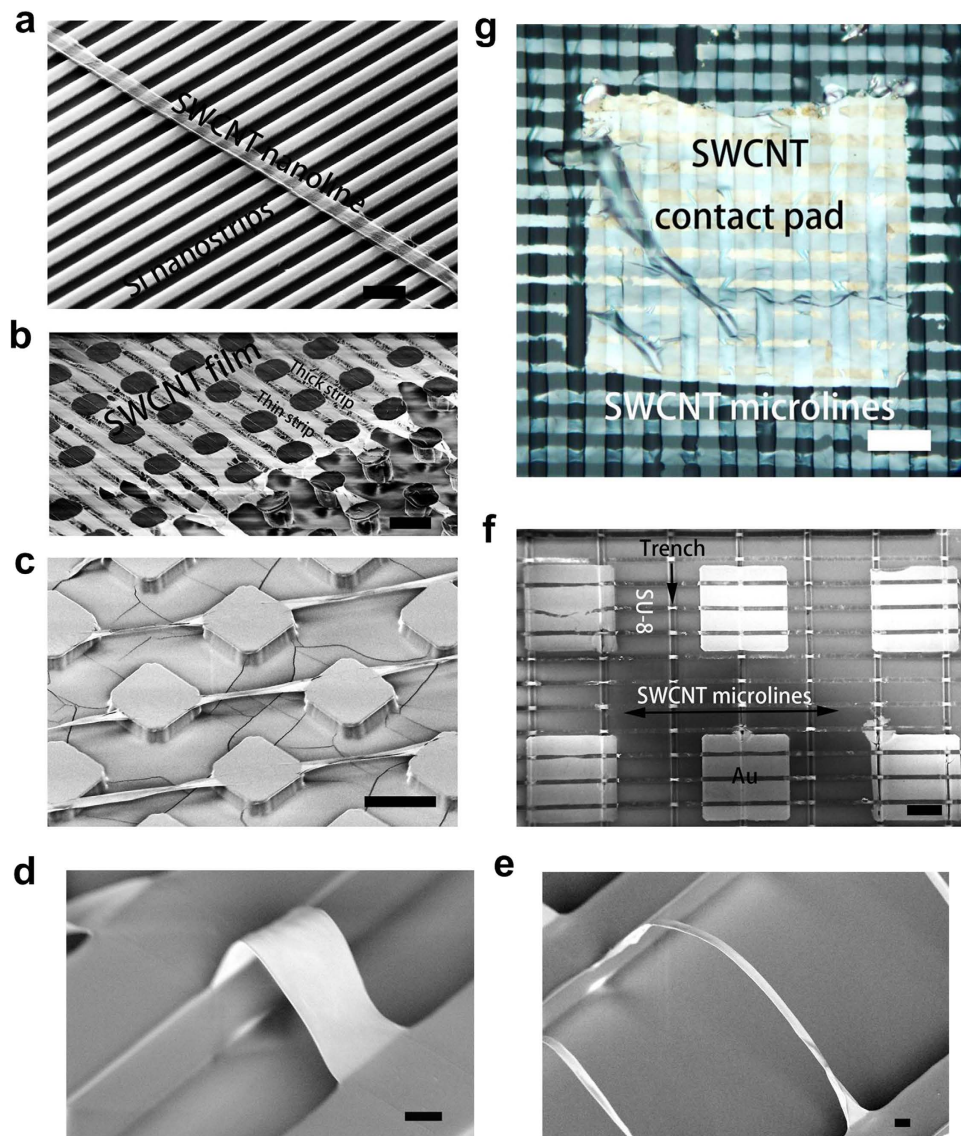 a
SWCNT nanoline
Si nanostrips
b
SWCNT film
Thick strip
Thin strip
c
d
g
SWCNT
contact pad
SWCNT microlines
f
Trench
SU-8
SWCNT microlines
Au
e